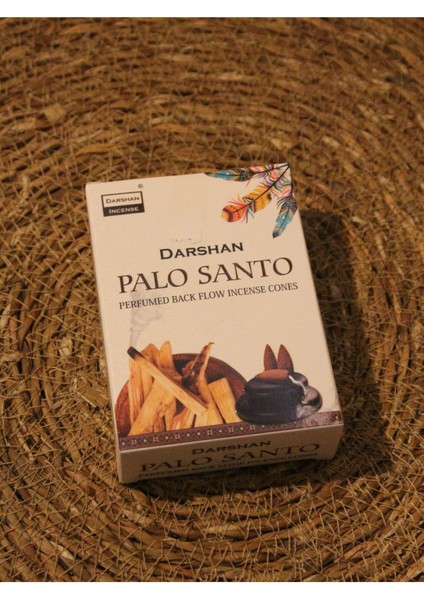 DARSHAN
INCENSE
®
DARSHAN
PALO SANTO
PERFUMED BACK FLOW INCENSE CONES
DARSHAN
PALO SANTO